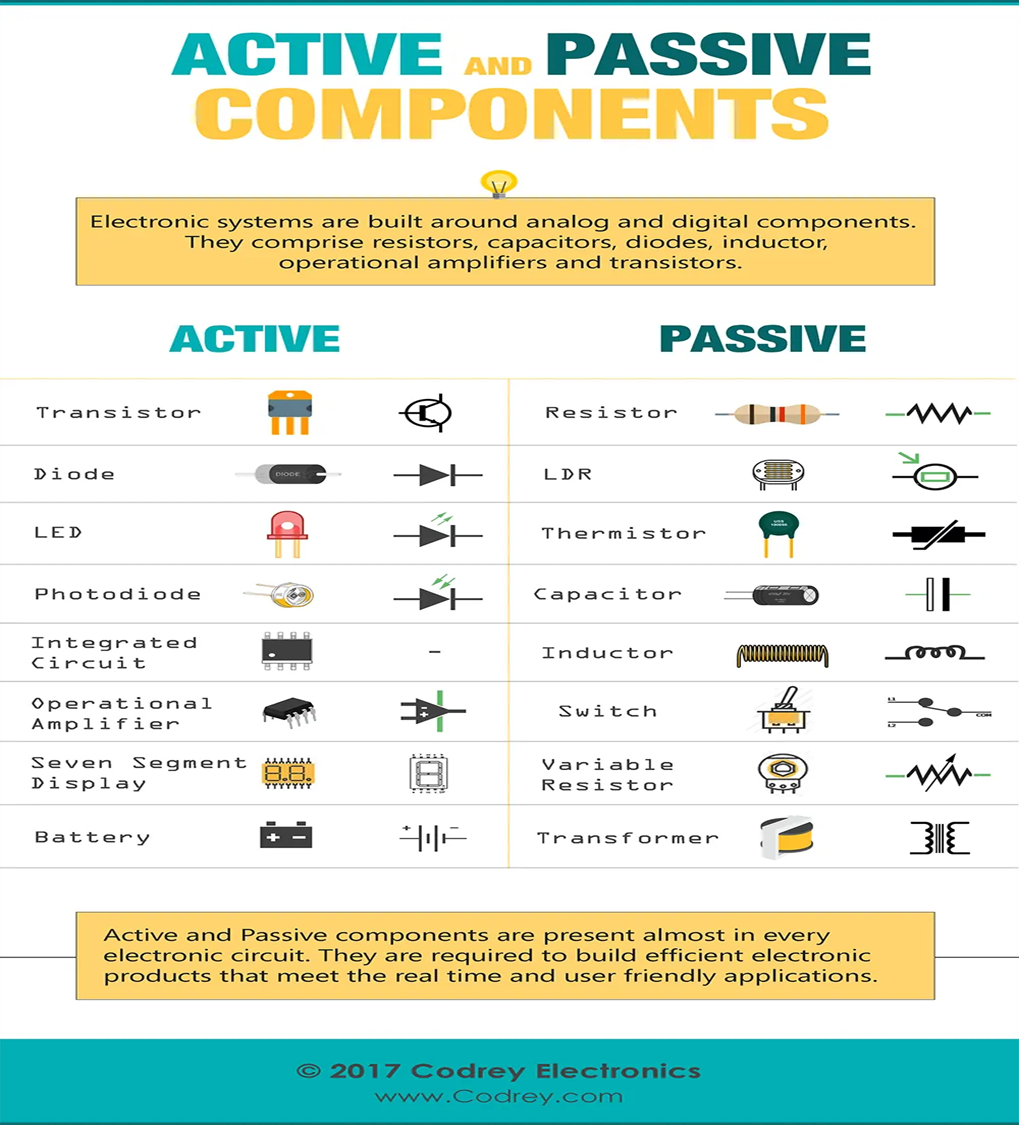 ACTIVE AND PASSIVE
COMPONENTS
Electronic systems are built around analog and digital components.
They comprise resistors, capacitors, diodes, inductor,
operational amplifiers and transistors.
ACTIVE
PASSIVE
Transistor
Resistor
Diode
DIODE
LDR
LED
Thermistor
Photodiode
Capacitor
Integrated
Circuit
-
Inductor
Operational
Amplifier
Switch
L1
L2
COM
Seven Segment
Display
Variable
Resistor
Battery
+ -
+ -
Transformer
Active and Passive components are present almost in every
electronic circuit. They are required to build efficient electronic
products that meet the real time and user friendly applications.
© 2017 Codrey Electronics
www.Codrey.com